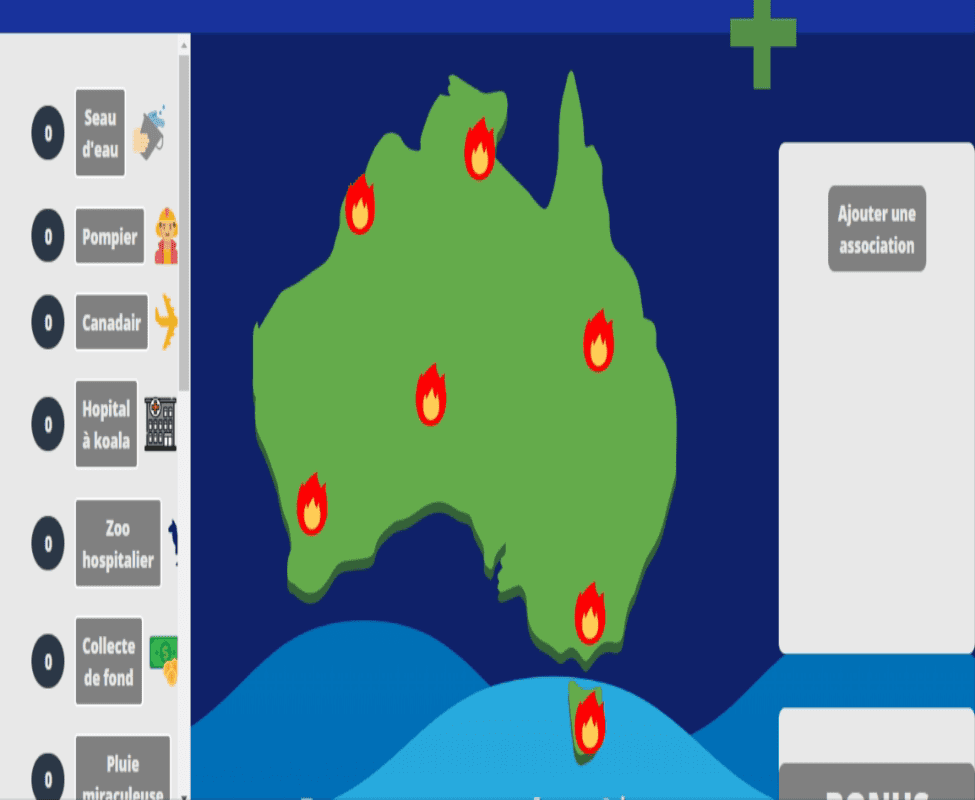 0
Seau
d'eau
0
Pompier
0
Canadair
0
Hopital
à koala
0
Zoo
hospitalier
0
Collecte
de fond
0
Pluie
miraculeuse
Ajouter une
association
BONUS